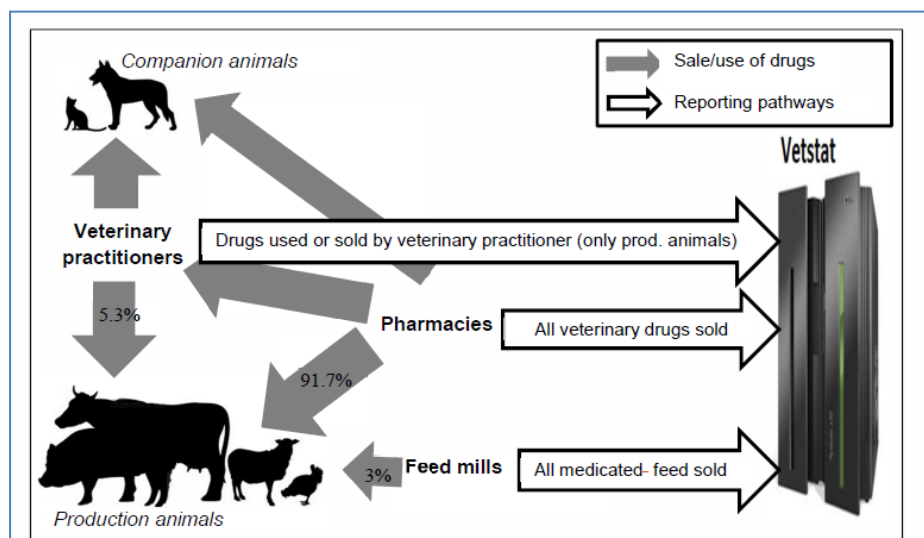 Companion animals
Sale/use of drugs
Reporting pathways
Vetstat
Veterinary
practitioners
Drugs used or sold by veterinary practitioner (only prod. animals)
5.3%
Pharmacies
All veterinary drugs sold
91.7%
Feed mills
All medicated- feed sold
3%
Production animals